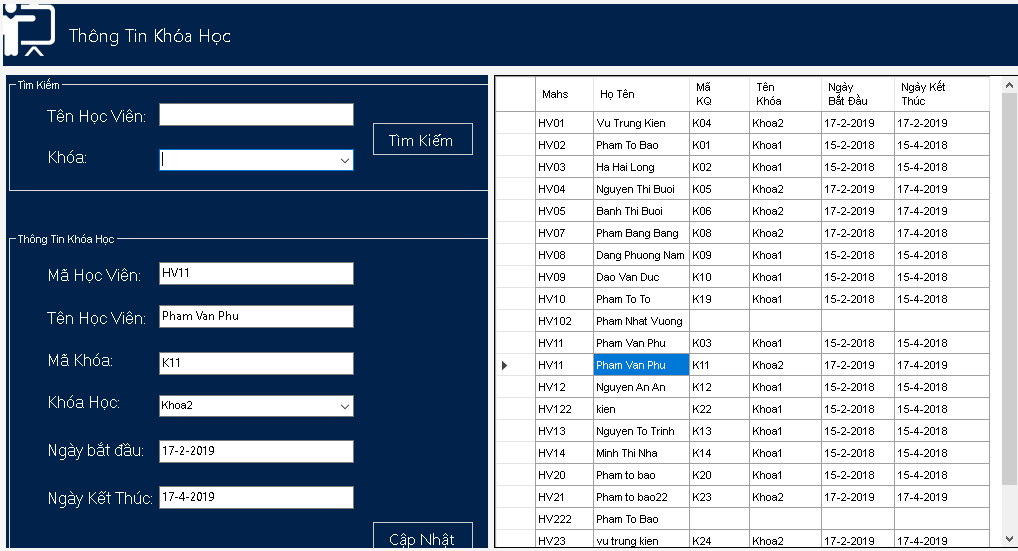 Thông Tin Khóa Học
Tìm Kiếm
Tên Học Viên:
Khóa:
Tìm Kiếm
Thông Tin Khóa Học
Mã Học Viên: HV11
Tên Học Viên: Pham Van Phu
Mã Khóa: K11
Khóa Học: Khoa2
Ngày bắt đầu: 17-2-2019
Ngày Kết Thúc: 17-4-2019
Cập Nhật
Mahs Họ Tên Mã KQ Tên Khóa Ngày Bắt Đầu Ngày Kết Thúc
HV01 Vu Trung Kien K04 Khoa2 17-2-2019 17-2-2019
HV02 Pham To Bao K01 Khoa1 15-2-2018 15-4-2018
HV03 Ha Hai Long K02 Khoa1 15-2-2018 15-4-2018
HV04 Nguyen Thi Buoi K05 Khoa2 17-2-2019 17-4-2019
HV05 Banh Thi Buoi K06 Khoa2 17-2-2019 17-4-2019
HV07 Pham Bang Bang K08 Khoa2 17-2-2019 17-4-2019
HV08 Dang Phuong Nam K09 Khoa1 15-2-2018 15-4-2018
HV09 Dao Van Duc K10 Khoa1 15-2-2018 15-4-2018
HV10 Pham To To K19 Khoa1 15-2-2018 15-4-2018
HV102 Pham Nhat Vuong
HV11 Pham Van Phu K03 Khoa1 15-2-2018 15-4-2018
HV11 Pham Van Phu K11 Khoa2 17-2-2019 17-4-2019
HV12 Nguyen An An K12 Khoa1 15-2-2018 15-4-2018
HV122 kien K22 Khoa1 15-2-2018 15-4-2018
HV13 Nguyen To Trinh K13 Khoa1 15-2-2018 15-4-2018
HV14 Minh Thi Nha K14 Khoa1 15-2-2018 15-4-2018
HV20 Pham to bao K20 Khoa1 15-2-2018 15-4-2018
HV21 Pham to bao22 K23 Khoa2 17-2-2019 17-4-2019
HV222 Pham To Bao
HV23 vu trung kien K24 Khoa2 17-2-2019 17-4-2019